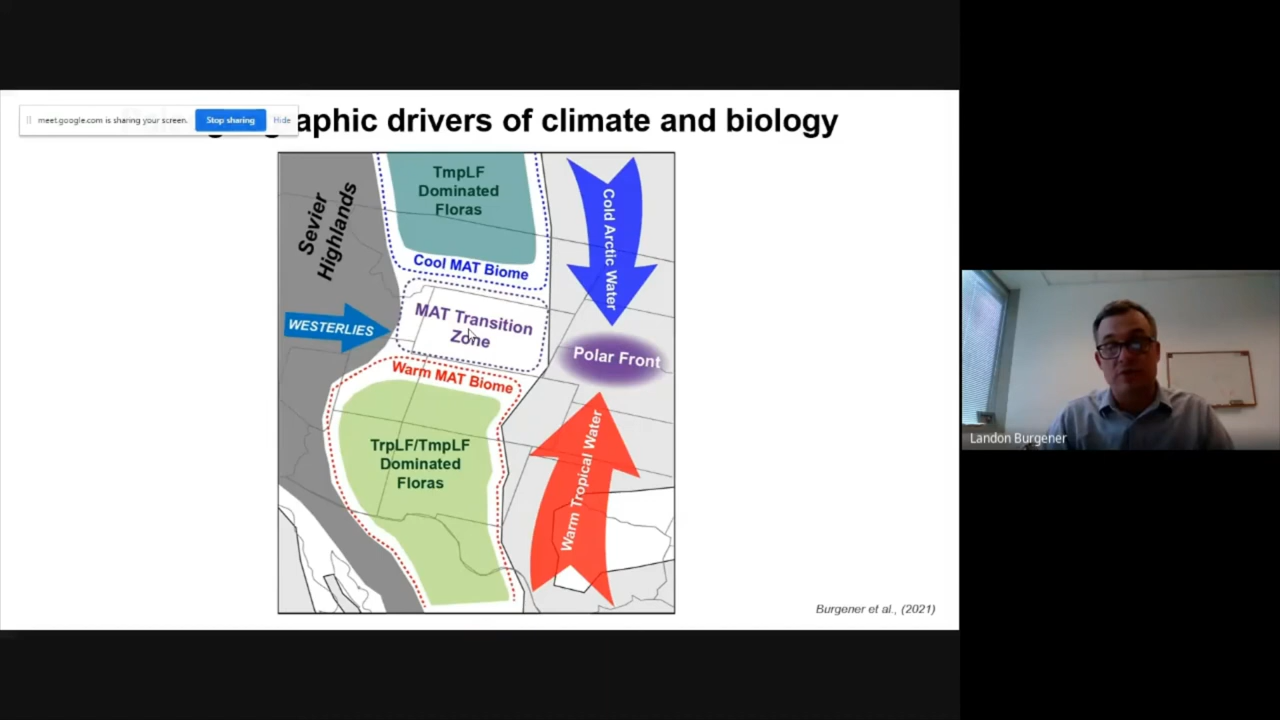 meet.google.com is sharing your screen.
Stop sharing
Hide
graphic drivers of climate and biology
Sevier
Highlands
TmpLF
Dominated
Floras
Cool MAT Biome
Cold Arctic Water
WESTERLIES
MAT Transition
Zone
Polar Front
Warm MAT Biome
TrpLF/TmpLF
Dominated
Floras
Warm Tropical Water
Burgener et al., (2021)
Landon Burgener